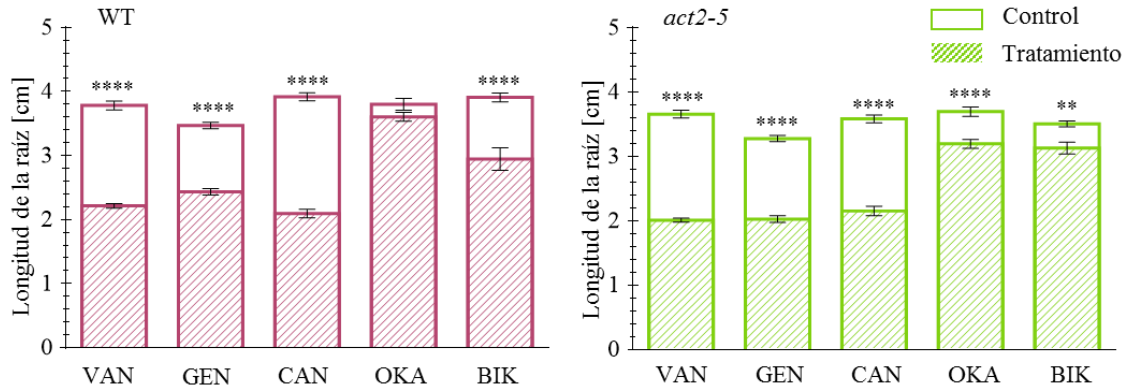 WT
Longitud de la raíz [cm]
5
4
3
2
1
0
****
****
****
****
VAN
GEN
CAN
OKA
BIK
act2-5
Control
Tratamiento
Longitud de la raíz [cm]
5
4
3
2
1
0
****
****
****
****
**
VAN
GEN
CAN
OKA
BIK